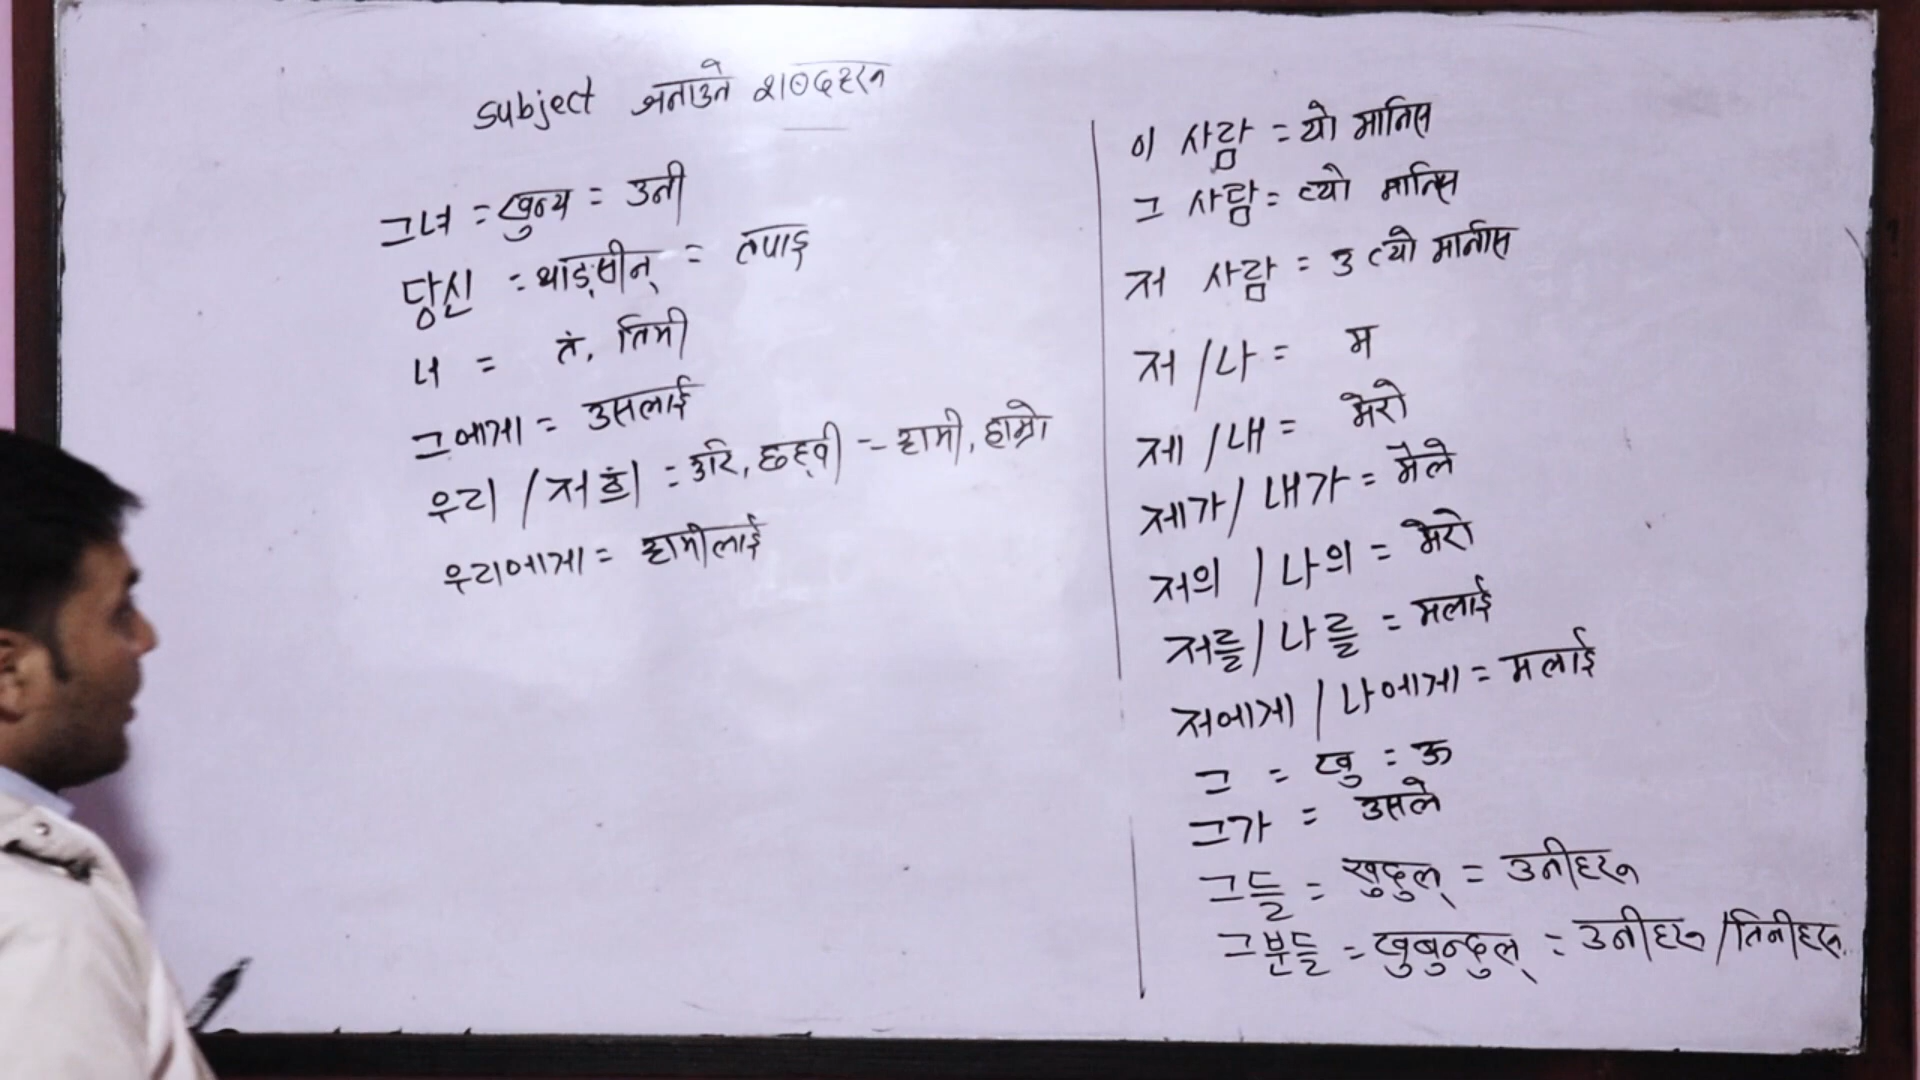 subject जनाउने शब्दहरू
그녀 = खुन्य = उनी
당신 = थाङ्सीन् = तपाइ
너 = तं, तिमी
그에게 = उसलाई
우리 / 저희 = उरि, छहवी - हामी, हाम्रो
우리에게 = हामीलाई
이 사람 = यो मानिस
그 사람 = त्यो मानिस
저 사람 = उ त्यो मानीस
저 / 나 = म
제 / 내 = मेरो
제가 / 내가 = मैले
저의 / 나의 = मेरो
저를 / 나를 = मलाई
저에게 / 나에게 = मलाई
그 = खु = ऊ
그가 = उसले
그들 = खुदुल् = उनीहरू
그분들 = खुबुन्दुल् = उनीहरू / तिनीहरू